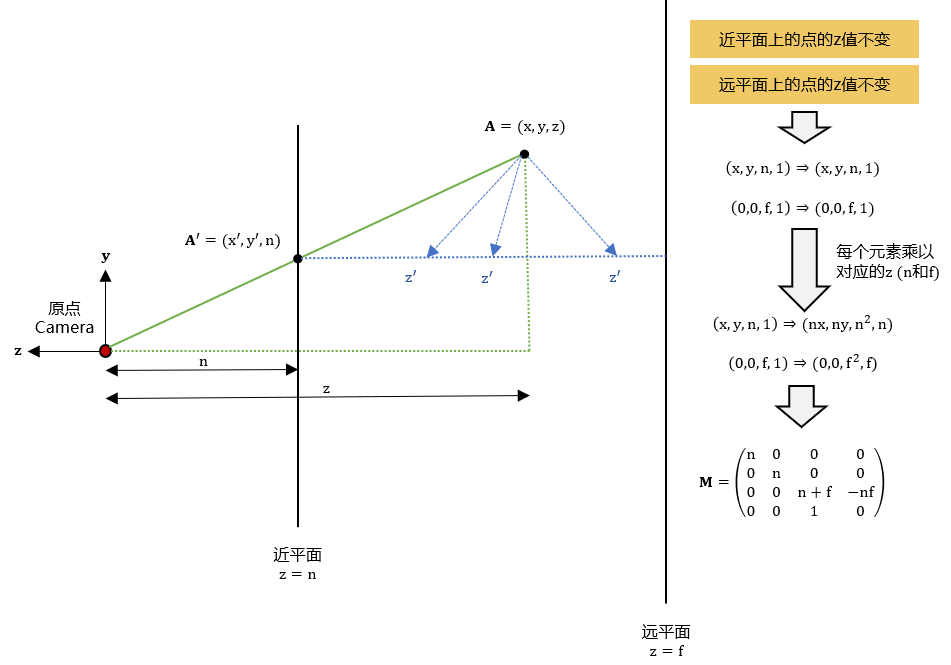 近平面上的点的z值不变
远平面上的点的z值不变
A = (x, y, z)
(x, y, n, 1) ⇒ (x, y, n, 1)
(0,0, f, 1) ⇒ (0,0, f, 1)
A′ = (x′, y′, n)
y
每个元素乘以
对应的z (n和f)
z′
z′
z′
原点
Camera
z
(x, y, n, 1) ⇒ (nx, ny, n², n)
n
(0,0, f, 1) ⇒ (0,0, f², f)
z
n 0 0 0
0 n 0 0
M =
0 0 n + f −nf
0 0 1 0
近平面
z = n
远平面
z = f